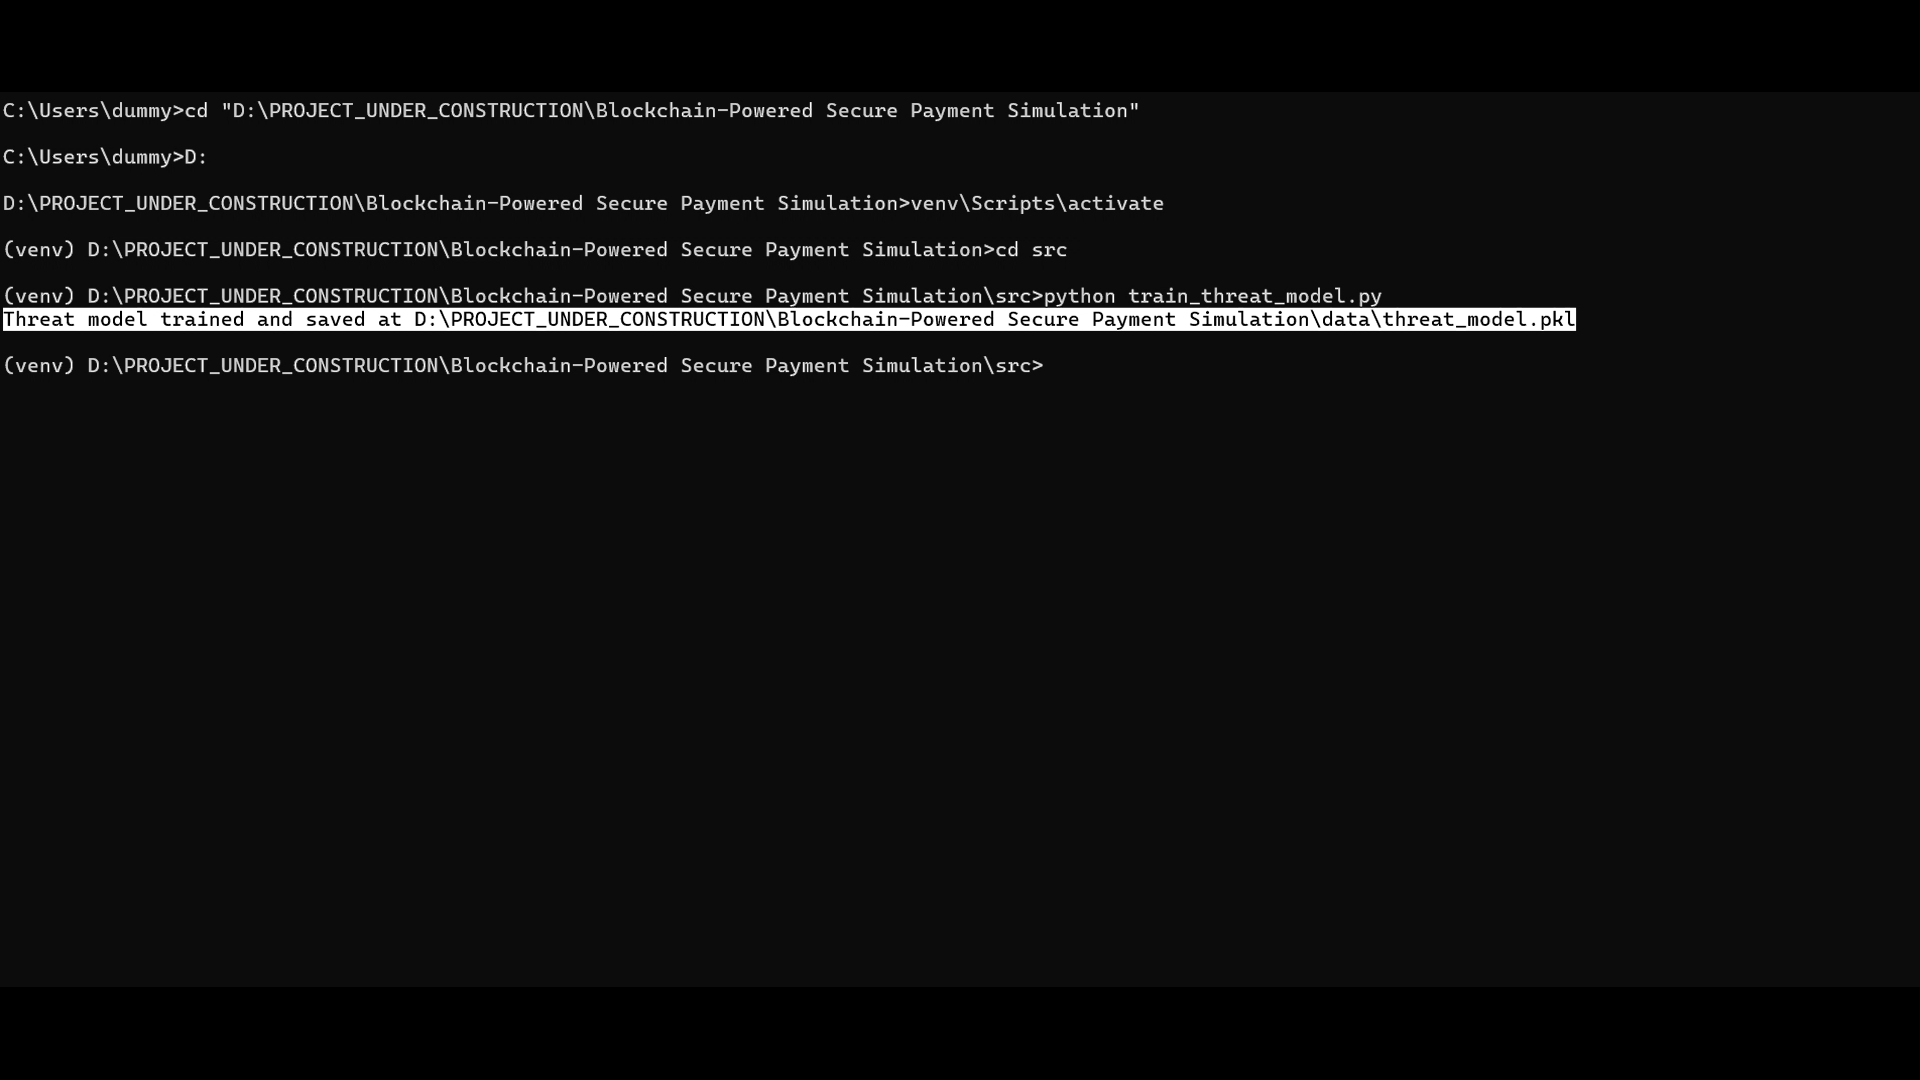 C:\Users\dummy>cd "D:\PROJECT_UNDER_CONSTRUCTION\Blockchain-Powered Secure Payment Simulation"
C:\Users\dummy>D:
D:\PROJECT_UNDER_CONSTRUCTION\Blockchain-Powered Secure Payment Simulation>venv\Scripts\activate
(venv) D:\PROJECT_UNDER_CONSTRUCTION\Blockchain-Powered Secure Payment Simulation>cd src
(venv) D:\PROJECT_UNDER_CONSTRUCTION\Blockchain-Powered Secure Payment Simulation\src>python train_threat_model.py
Threat model trained and saved at D:\PROJECT_UNDER_CONSTRUCTION\Blockchain-Powered Secure Payment Simulation\data\threat_model.pkl
(venv) D:\PROJECT_UNDER_CONSTRUCTION\Blockchain-Powered Secure Payment Simulation\src>